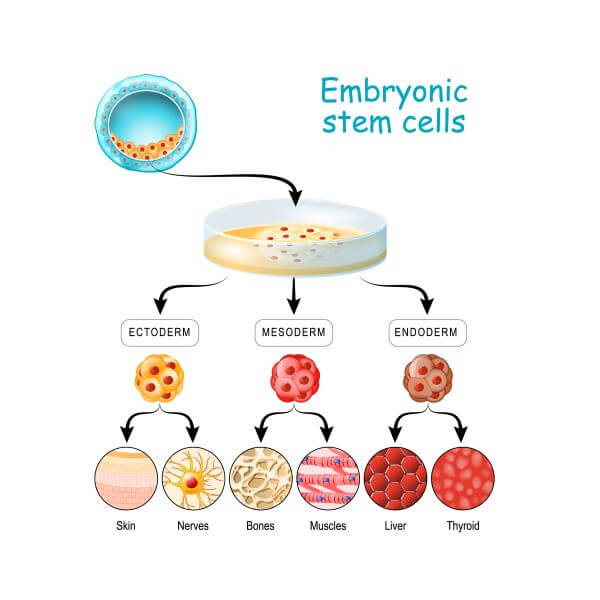 Embryonic
stem cells
ECTODERM
MESODERM
ENDODERM
Skin
Nerves
Bones
Muscles
Liver
Thyroid